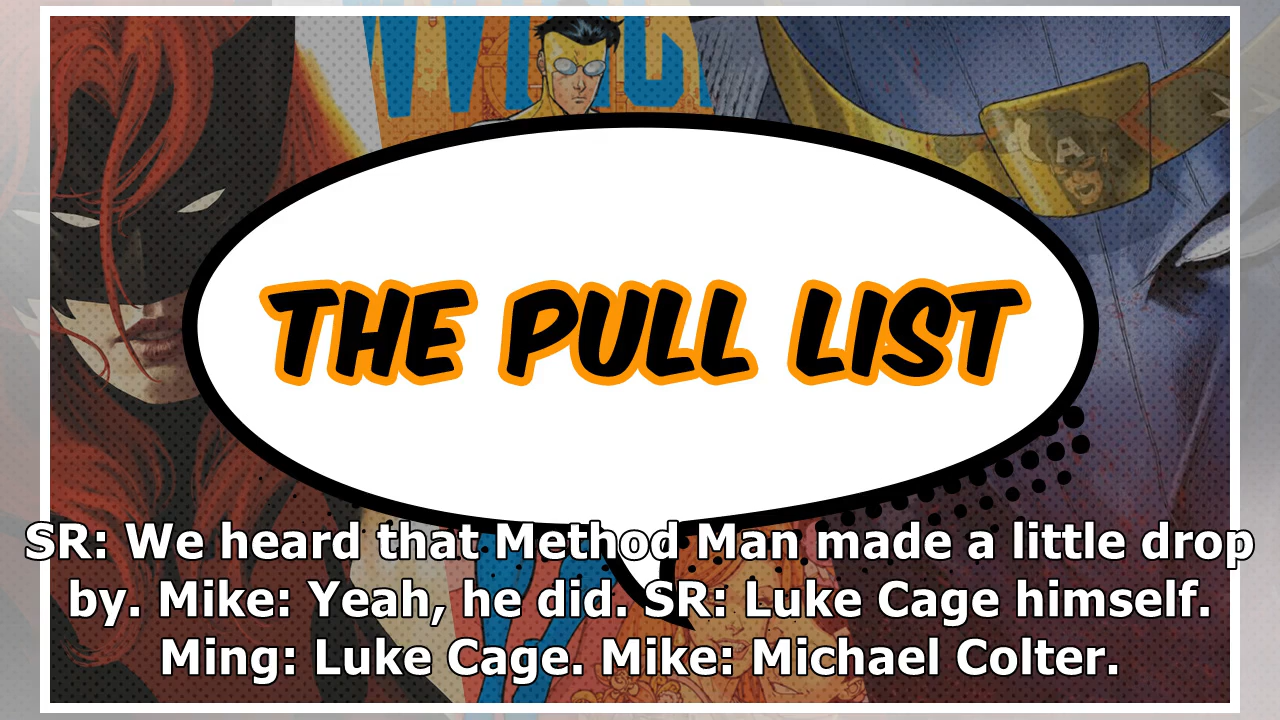 THE PULL LIST
SR: We heard that Method Man made a little drop
by. Mike: Yeah, he did. SR: Luke Cage himself.
Ming: Luke Cage. Mike: Michael Colter.